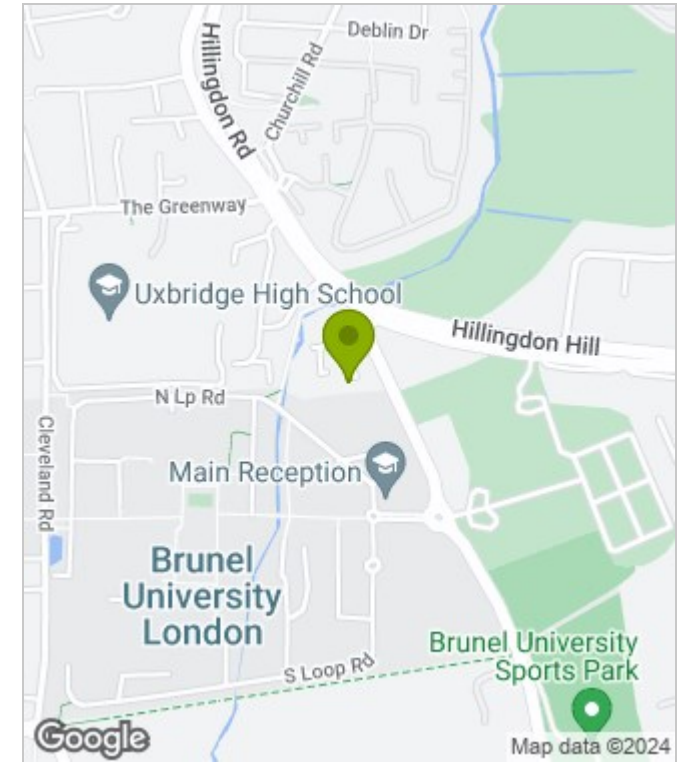 Deblin Dr
Hillingdon Rd
Churchill Rd
The Greenway
Uxbridge High School
Hillingdon Hill
N Lp Rd
Cleveland Rd
Main Reception
Brunel
University
London
S Loop Rd
Brunel University
Sports Park
Google
Map data ©2024